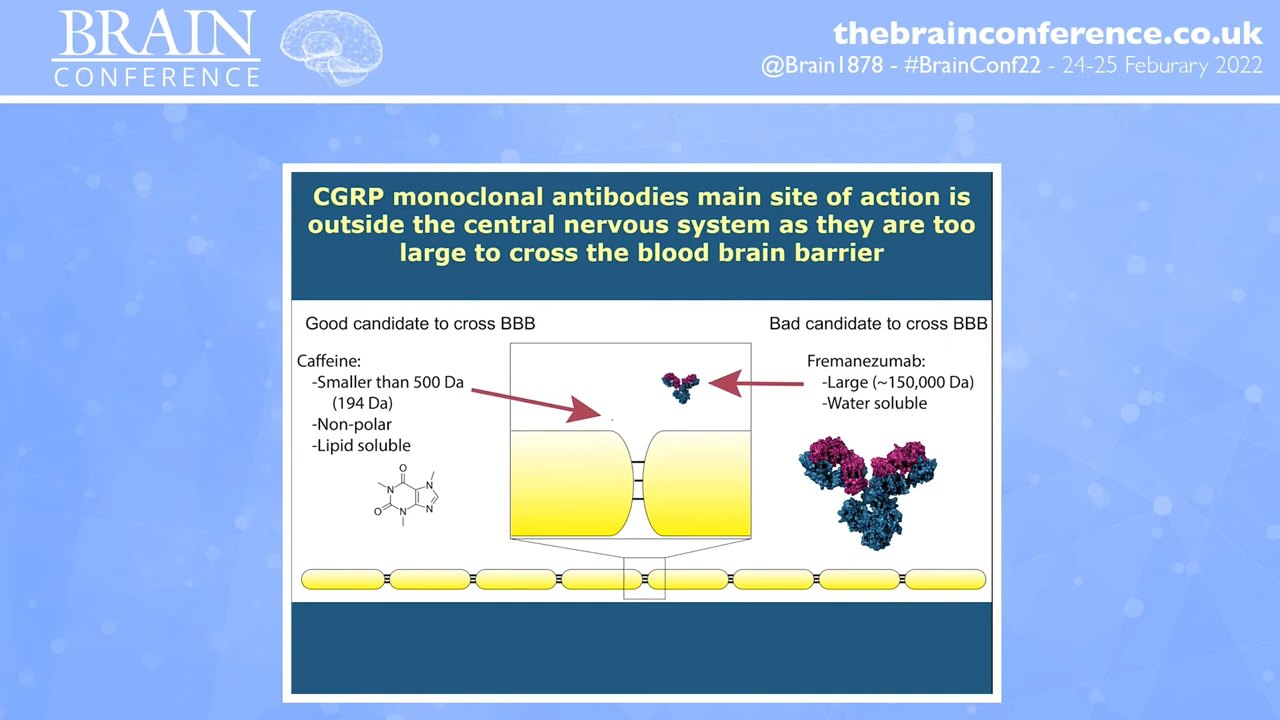 BRAIN
CONFERENCE
thebrainconference.co.uk
@Brain1878 - #BrainConf22 - 24-25 Feburary 2022
CGRP monoclonal antibodies main site of action is
outside the central nervous system as they are too
large to cross the blood brain barrier
Good candidate to cross BBB
Bad candidate to cross BBB
Caffeine:
-Smaller than 500 Da
(194 Da)
-Non-polar
-Lipid soluble
Fremanezumab:
-Large (~150,000 Da)
-Water soluble
O
N
N
O
N
N